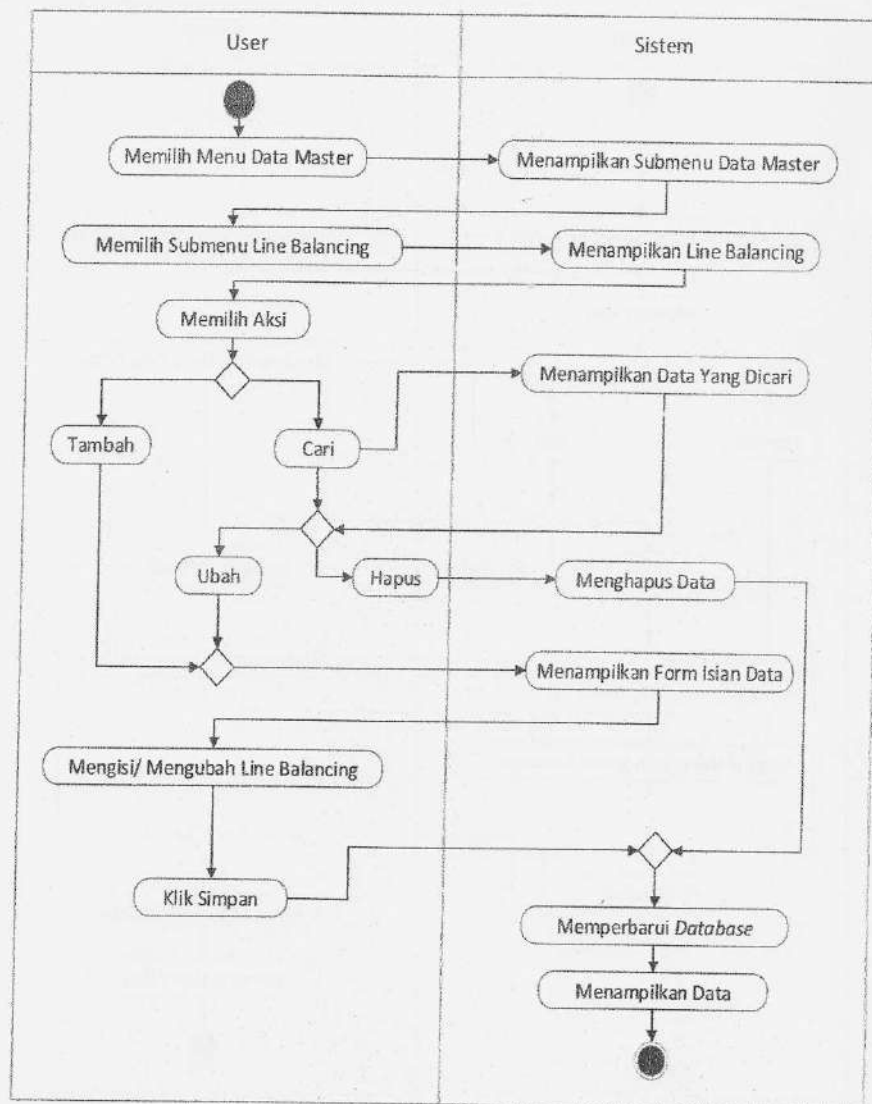 User
Sistem
Memilih Menu Data Master
Menampilkan Submenu Data Master
Memilih Submenu Line Balancing
Menampilkan Line Balancing
Memilih Aksi
Menampilkan Data Yang Dicari
Tambah
Cari
Ubah
Hapus
Menghapus Data
Menampilkan Form Isian Data
Mengisi/ Mengubah Line Balancing
Klik Simpan
Memperbarui Database
Menampilkan Data